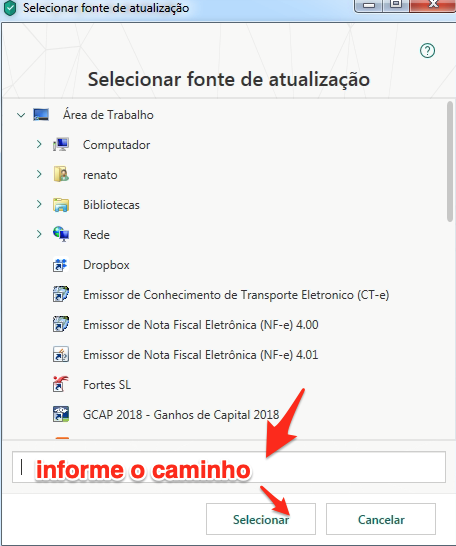 Selecionar fonte de atualização
?
Selecionar fonte de atualização
Área de Trabalho
Computador
renato
Bibliotecas
Rede
Dropbox
Emissor de Conhecimento de Transporte Eletronico (CT-e)
Emissor de Nota Fiscal Eletrônica (NF-e) 4.00
Emissor de Nota Fiscal Eletrônica (NF-e) 4.01
Fortes SL
GCAP 2018 - Ganhos de Capital 2018
informe o caminho
Selecionar
Cancelar